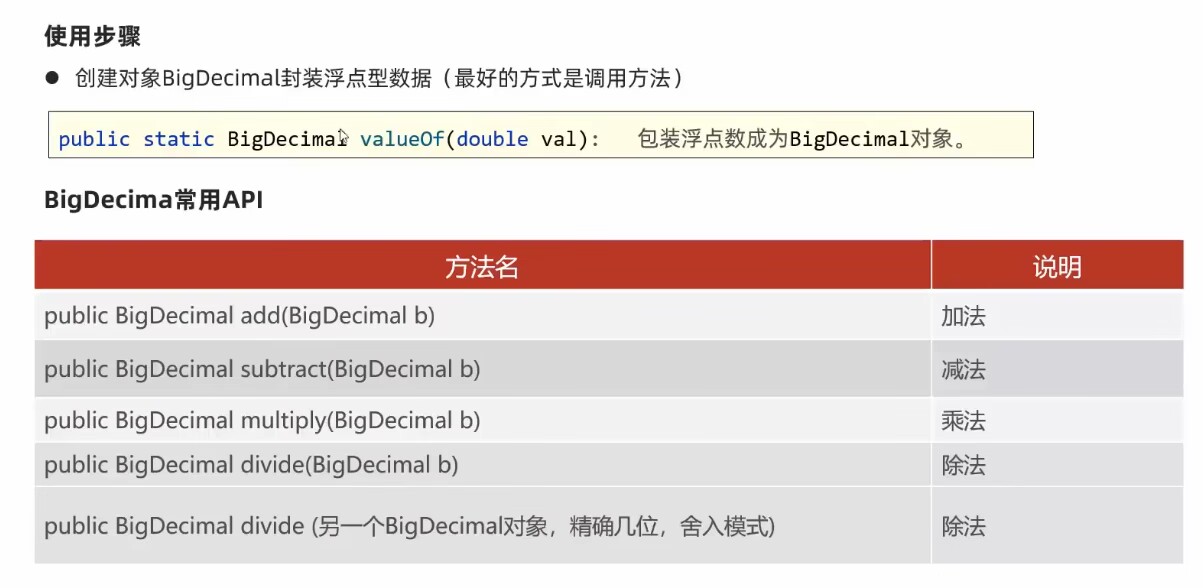 使用步骤
● 创建对象BigDecimal封装浮点型数据（最好的方式是调用方法）
public static BigDecimal valueOf(double val): 包装浮点数成为BigDecimal对象。
BigDecima常用API
方法名 说明
public BigDecimal add(BigDecimal b) 加法
public BigDecimal subtract(BigDecimal b) 减法
public BigDecimal multiply(BigDecimal b) 乘法
public BigDecimal divide(BigDecimal b) 除法
public BigDecimal divide (另一个BigDecimal对象，精确几位，舍入模式) 除法